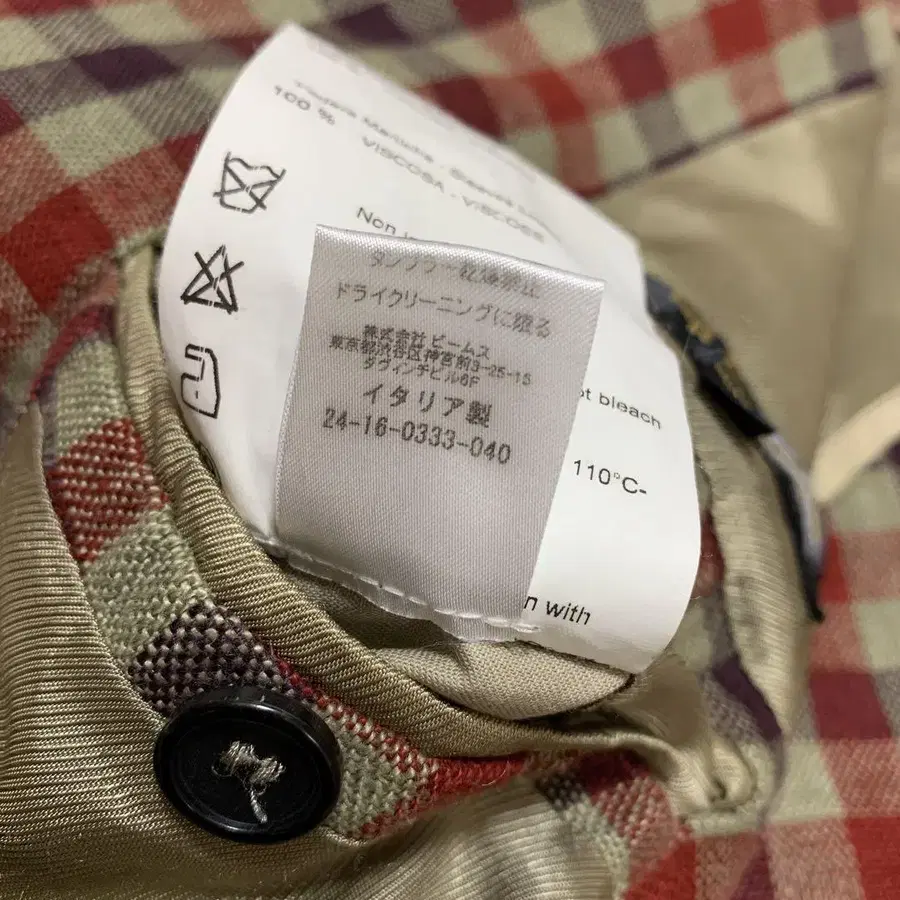 100 %
VISCOSA - VISCOSE
Non
タンブラー乾燥禁止
ドライクリーニングに限る
株式会社 ビームス
東京都渋谷区神宮前3-25-15
ダヴィンチビル6F
イタリア製
24-16-0333-040
bleach
110°C-
with